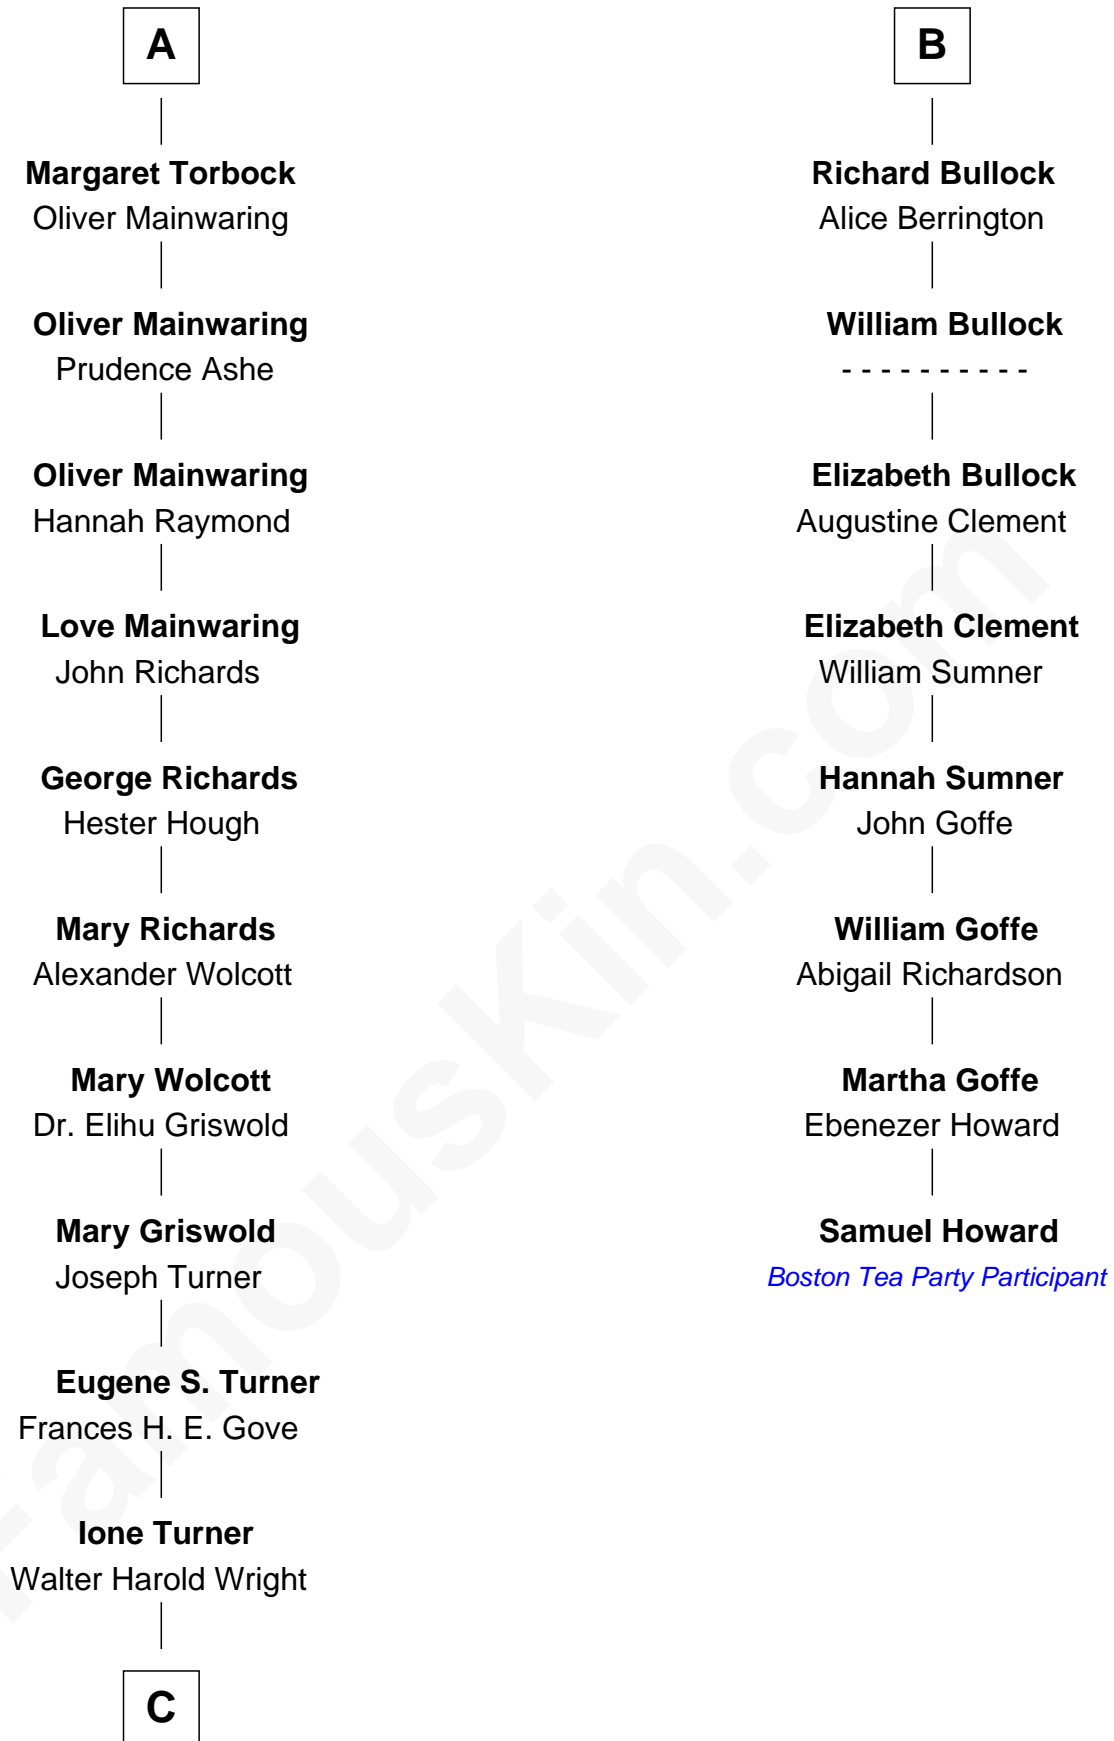 A
Margaret Torbock
Oliver Mainwaring
Oliver Mainwaring
Prudence Ashe
Oliver Mainwaring
Hannah Raymond
Love Mainwaring
John Richards
George Richards
Hester Hough
Mary Richards
Alexander Wolcott
Mary Wolcott
Dr. Elihu Griswold
Mary Griswold
Joseph Turner
Eugene S. Turner
Frances H. E. Gove
Ione Turner
Walter Harold Wright
C
B
Richard Bullock
Alice Berrington
William Bullock
- - - - - - - - - -
Elizabeth Bullock
Augustine Clement
Elizabeth Clement
William Sumner
Hannah Sumner
John Goffe
William Goffe
Abigail Richardson
Martha Goffe
Ebenezer Howard
Samuel Howard
Boston Tea Party Participant
FamousKin.com